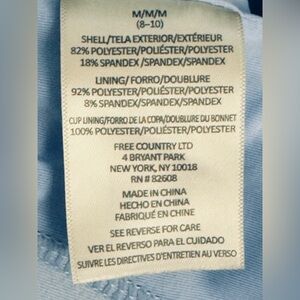 M/M/M
(8-10)
SHELL/TELA EXTERIOR/EXTÉRIEUR
82% POLYESTER/POLIÉSTER/POLYESTER
18% SPANDEX /SPANDEX/SPANDEX
LINING/ FORRO/DOUBLURE
92% POLYESTER/POLIÉSTER/POLYESTER
8% SPANDEX/SPANDEX/SPANDEX
CUP LINING/FORRO DE LA COPA/DOUBLURE DU BONNET
100% POLYESTER/POLIÉSTER/POLYESTER
FREE COUNTRY LTD
4 BRYANT PARK
NEW YORK, NY 10018
RN # 82608
MADE IN CHINA
HECHO EN CHINA
FABRIQUÉ EN CHINE
SEE REVERSE FOR CARE
VER EL REVERSO PARA EL CUIDADO
SUIVRE LES DIRECTIVES D'ENTRETIEN AU VERSO